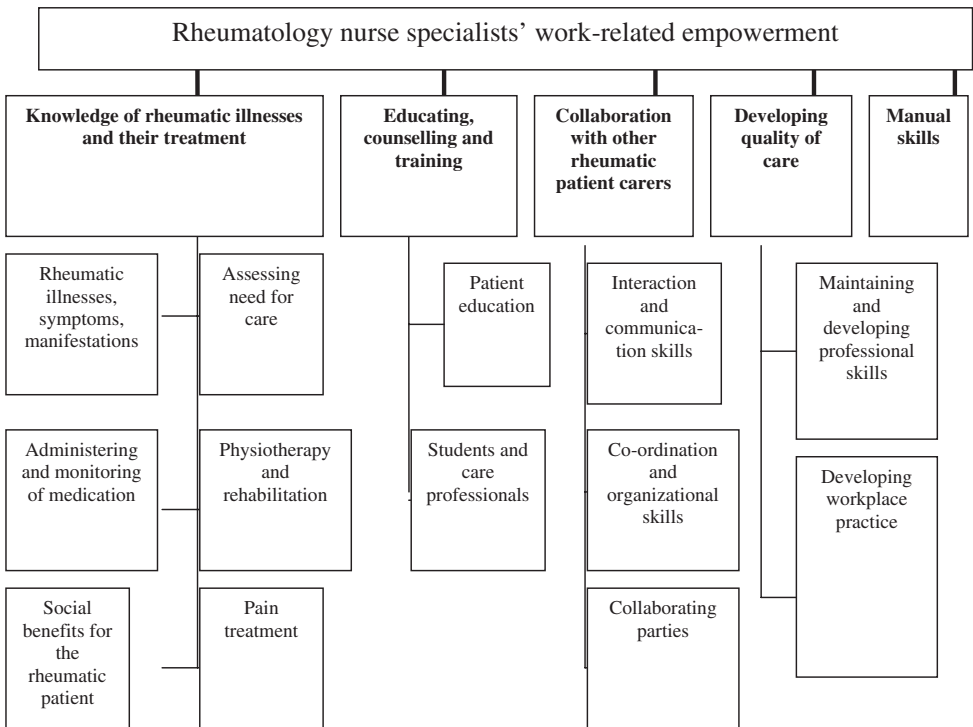 Rheumatology nurse specialists’ work-related empowerment
Knowledge of rheumatic illnesses
and their treatment
Educating,
counselling and
training
Collaboration
with other
rheumatic
patient carers
Developing
quality of
care
Manual
skills
Rheumatic
illnesses,
symptoms,
manifestations
Assessing
need for
care
Patient
education
Interaction
and
communica-
tion skills
Maintaining
and
developing
professional
skills
Administering
and monitoring
of medication
Physiotherapy
and
rehabilitation
Students and
care
professionals
Co-ordination
and
organizational
skills
Developing
workplace
practice
Social
benefits for
the
rheumatic
patient
Pain
treatment
Collaborating
parties